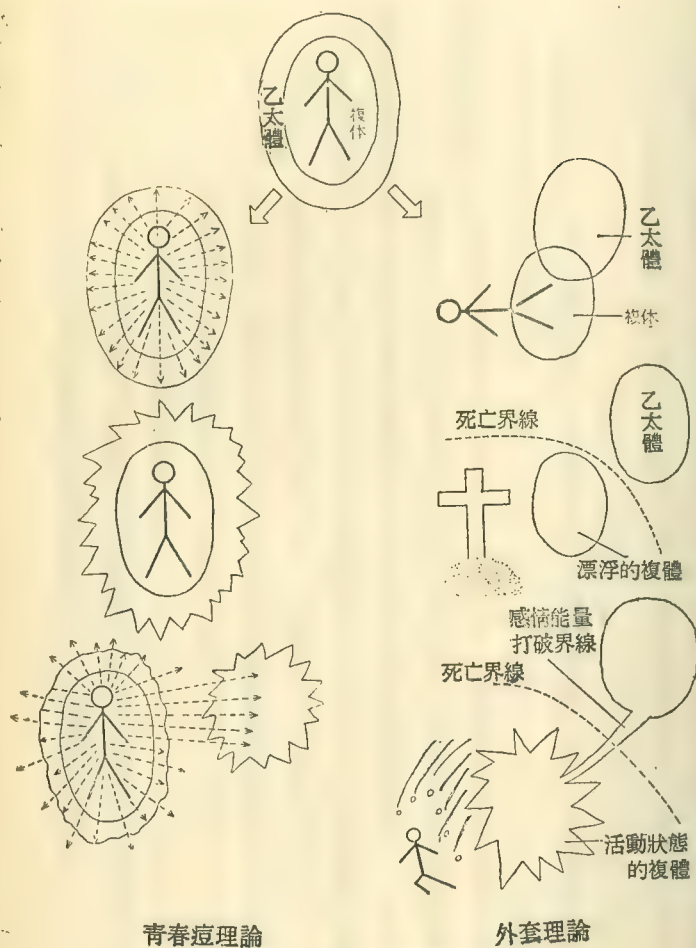 乙太體
複体
乙太體
複体
乙太體
死亡界線
漂浮的複體
感情能量
打破界線
死亡界線
活動狀態
的複體
青春痘理論
外套理論